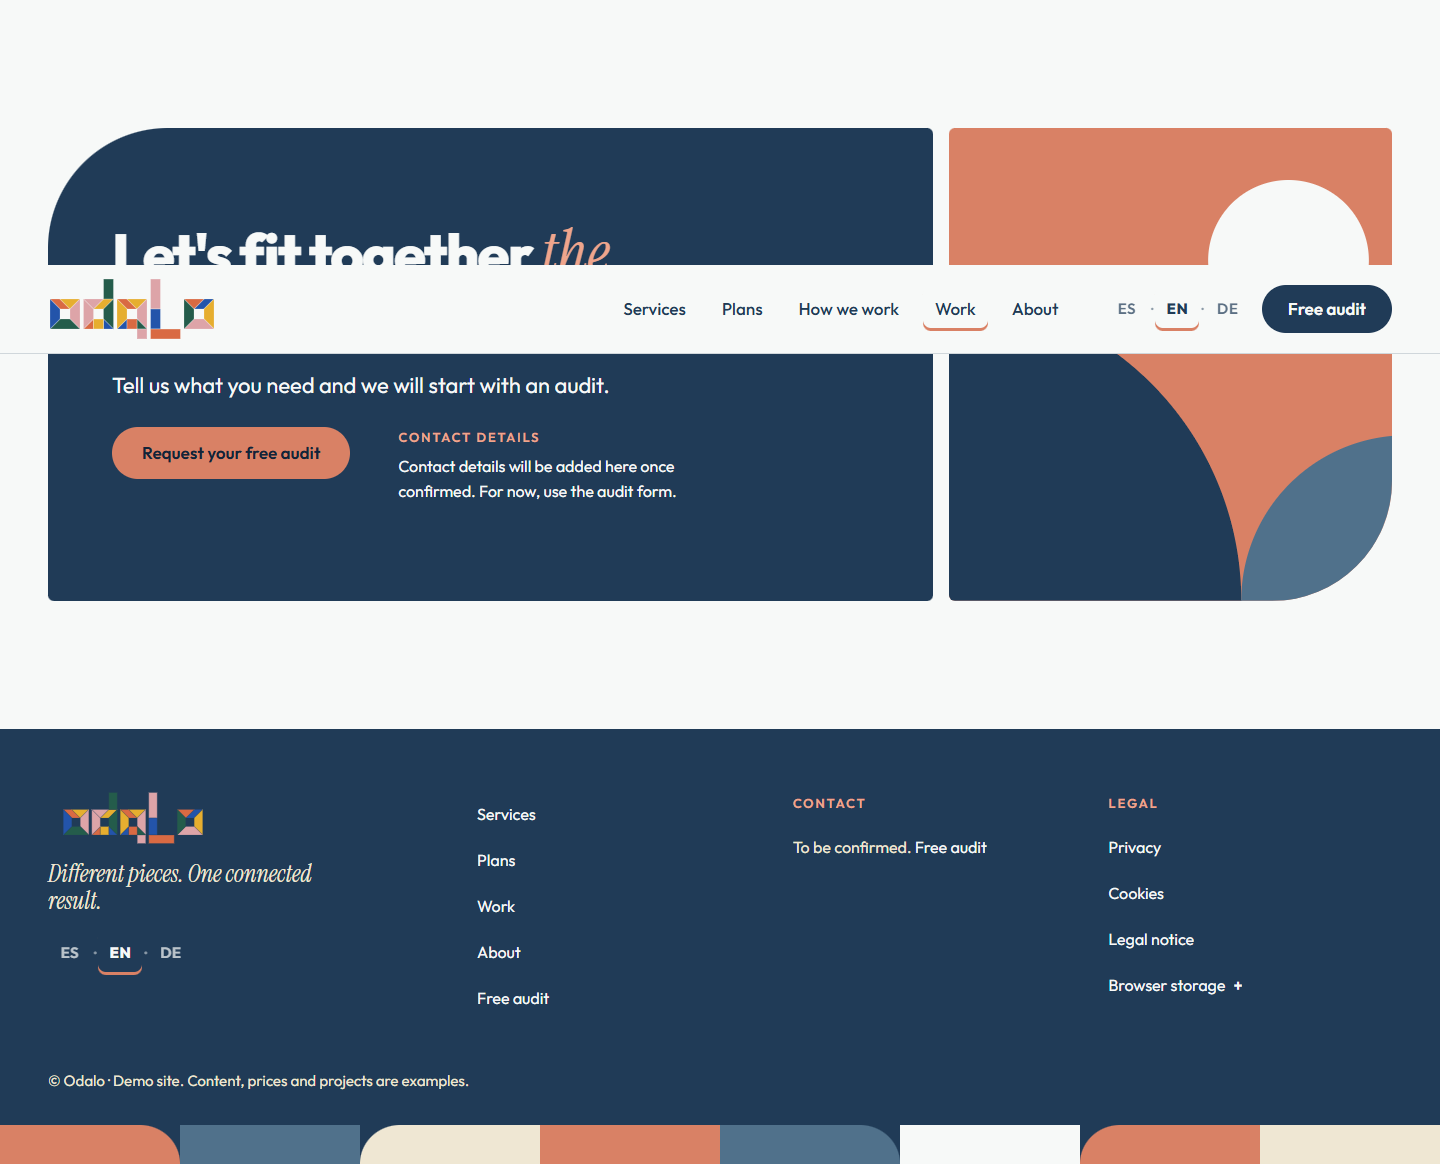 Let's fit together the
odalo
Services Plans How we work Work About ES · EN · DE Free audit
Tell us what you need and we will start with an audit.
Request your free audit
CONTACT DETAILS
Contact details will be added here once
confirmed. For now, use the audit form.
odalo
Different pieces. One connected
result.
ES · EN · DE
Services
Plans
Work
About
Free audit
CONTACT
To be confirmed. Free audit
LEGAL
Privacy
Cookies
Legal notice
Browser storage +
© Odalo · Demo site. Content, prices and projects are examples.